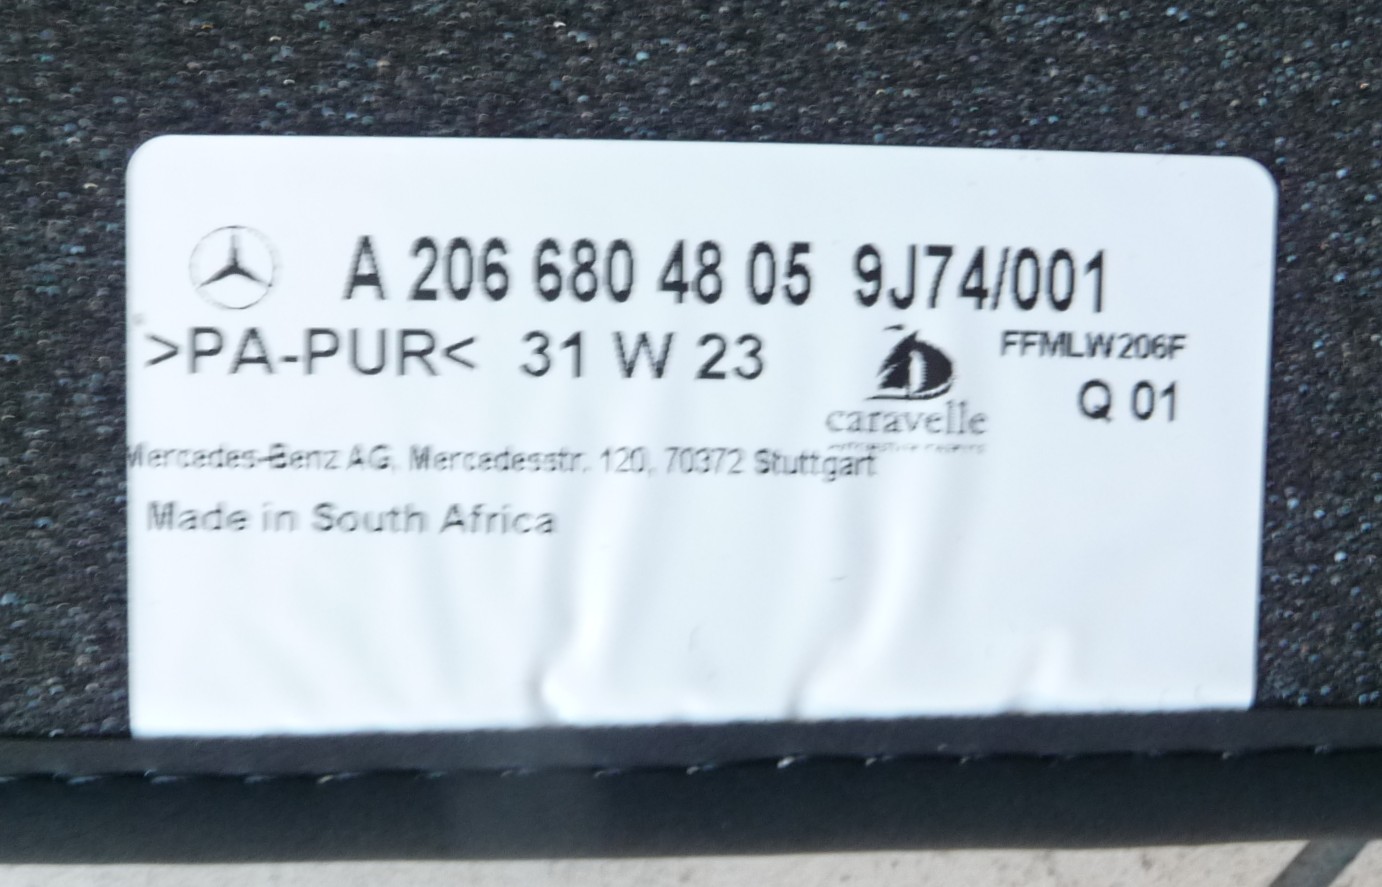 A 206 680 48 05 9J74/001
>PA-PUR< 31 W 23
FFMLW206F
Q 01
caravelle
Mercedes-Benz AG, Mercedesstr. 120, 70372 Stuttgart
Made in South Africa